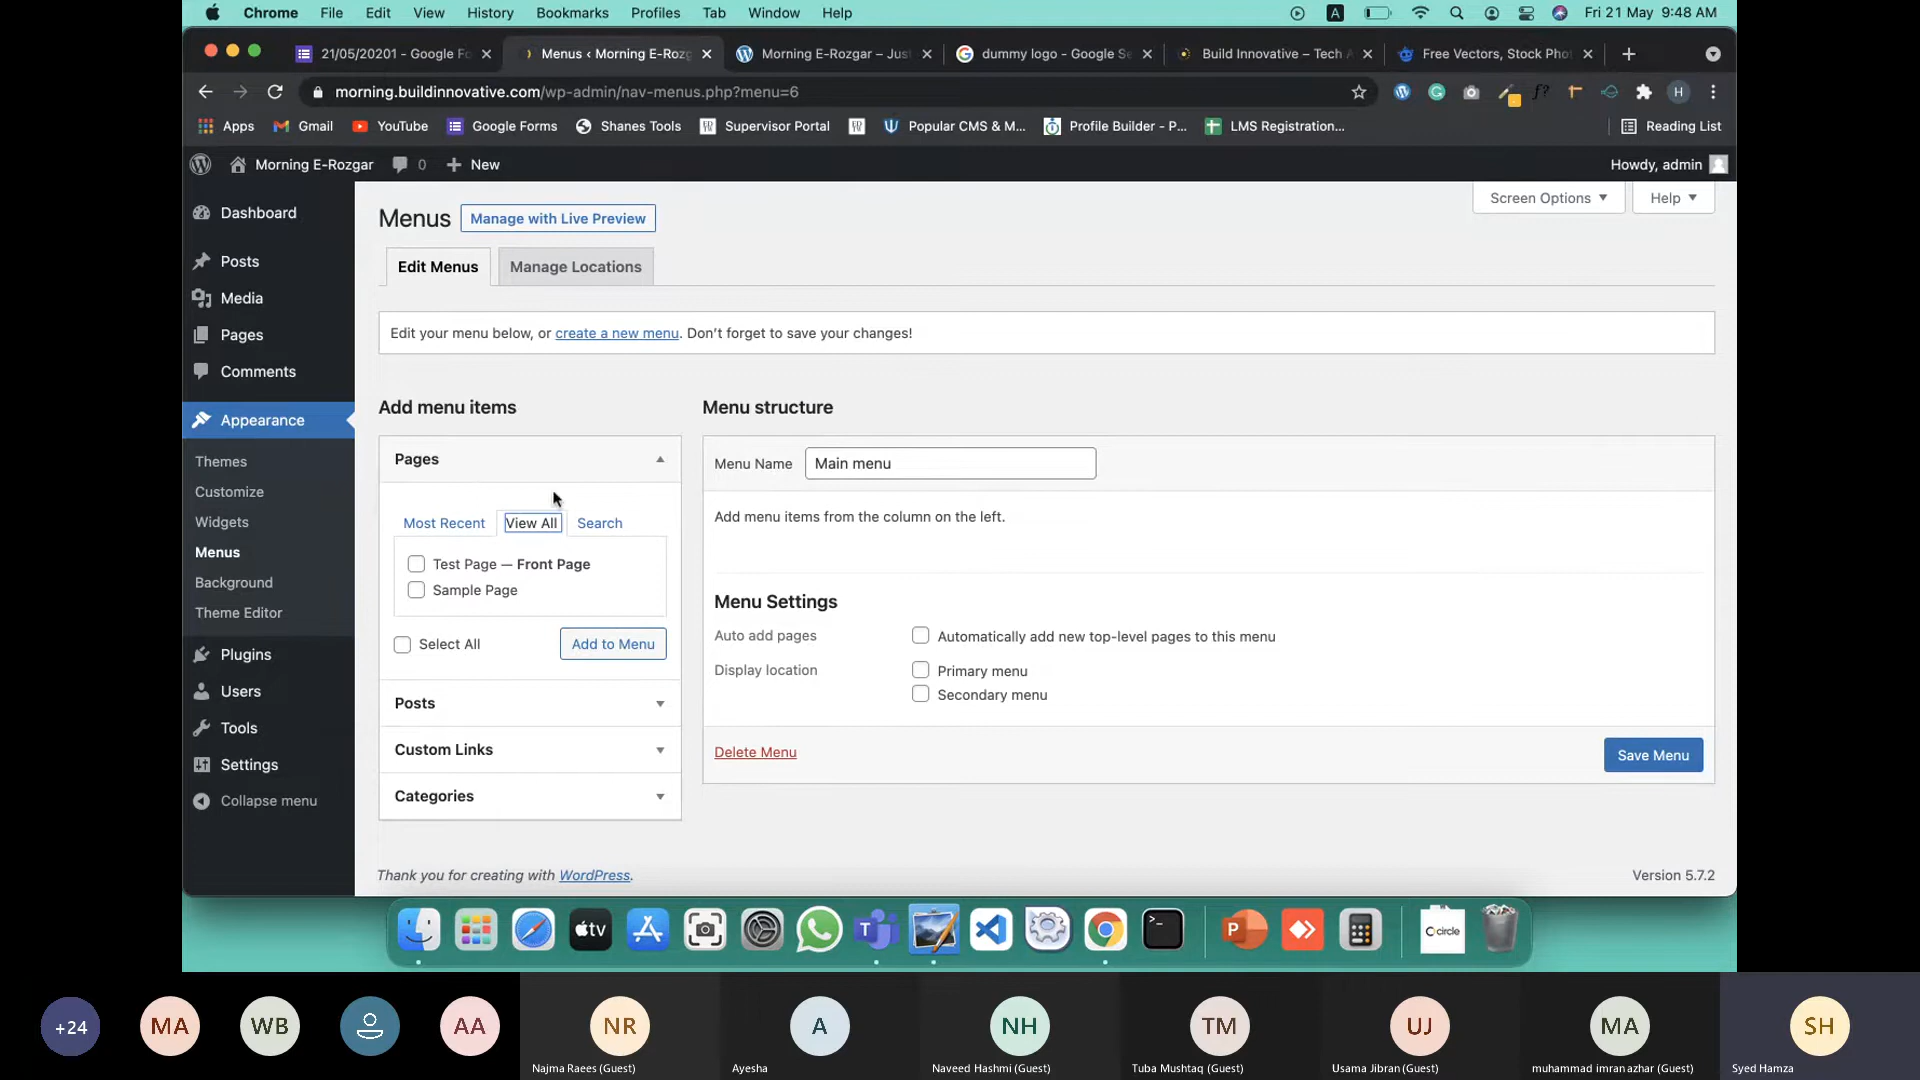 Chrome File Edit View History Bookmarks Profiles Tab Window Help A Fri 21 May 9:48 AM
21/05/20201 - Google Fo Menus ‹ Morning E-Rozg Morning E-Rozgar – Jus dummy logo - Google Se Build Innovative – Tech A Free Vectors, Stock Pho
morning.buildinnovative.com/wp-admin/nav-menus.php?menu=6 f? H
Apps Gmail YouTube Google Forms Shanes Tools Supervisor Portal Popular CMS & M... Profile Builder - P... LMS Registration... Reading List
Morning E-Rozgar 0 New Howdy, admin
Screen Options Help
Menus Manage with Live Preview
Edit Menus Manage Locations
Edit your menu below, or create a new menu. Don't forget to save your changes!
Dashboard
Posts
Media
Pages
Comments
Appearance
Themes
Customize
Widgets
Menus
Background
Theme Editor
Plugins
Users
Tools
Settings
Collapse menu
Add menu items
Pages
Most Recent View All Search
Test Page — Front Page
Sample Page
Select All Add to Menu
Posts
Custom Links
Categories
Menu structure
Menu Name Main menu
Add menu items from the column on the left.
Menu Settings
Auto add pages Automatically add new top-level pages to this menu
Display location Primary menu
Secondary menu
Delete Menu Save Menu
Thank you for creating with WordPress. Version 5.7.2
tv T P circle
+24 MA WB AA NR A NH TM UJ MA SH
Najma Raees (Guest) Ayesha Naveed Hashmi (Guest) Tuba Mushtaq (Guest) Usama Jibran (Guest) muhammad imran azhar (Guest) Syed Hamza